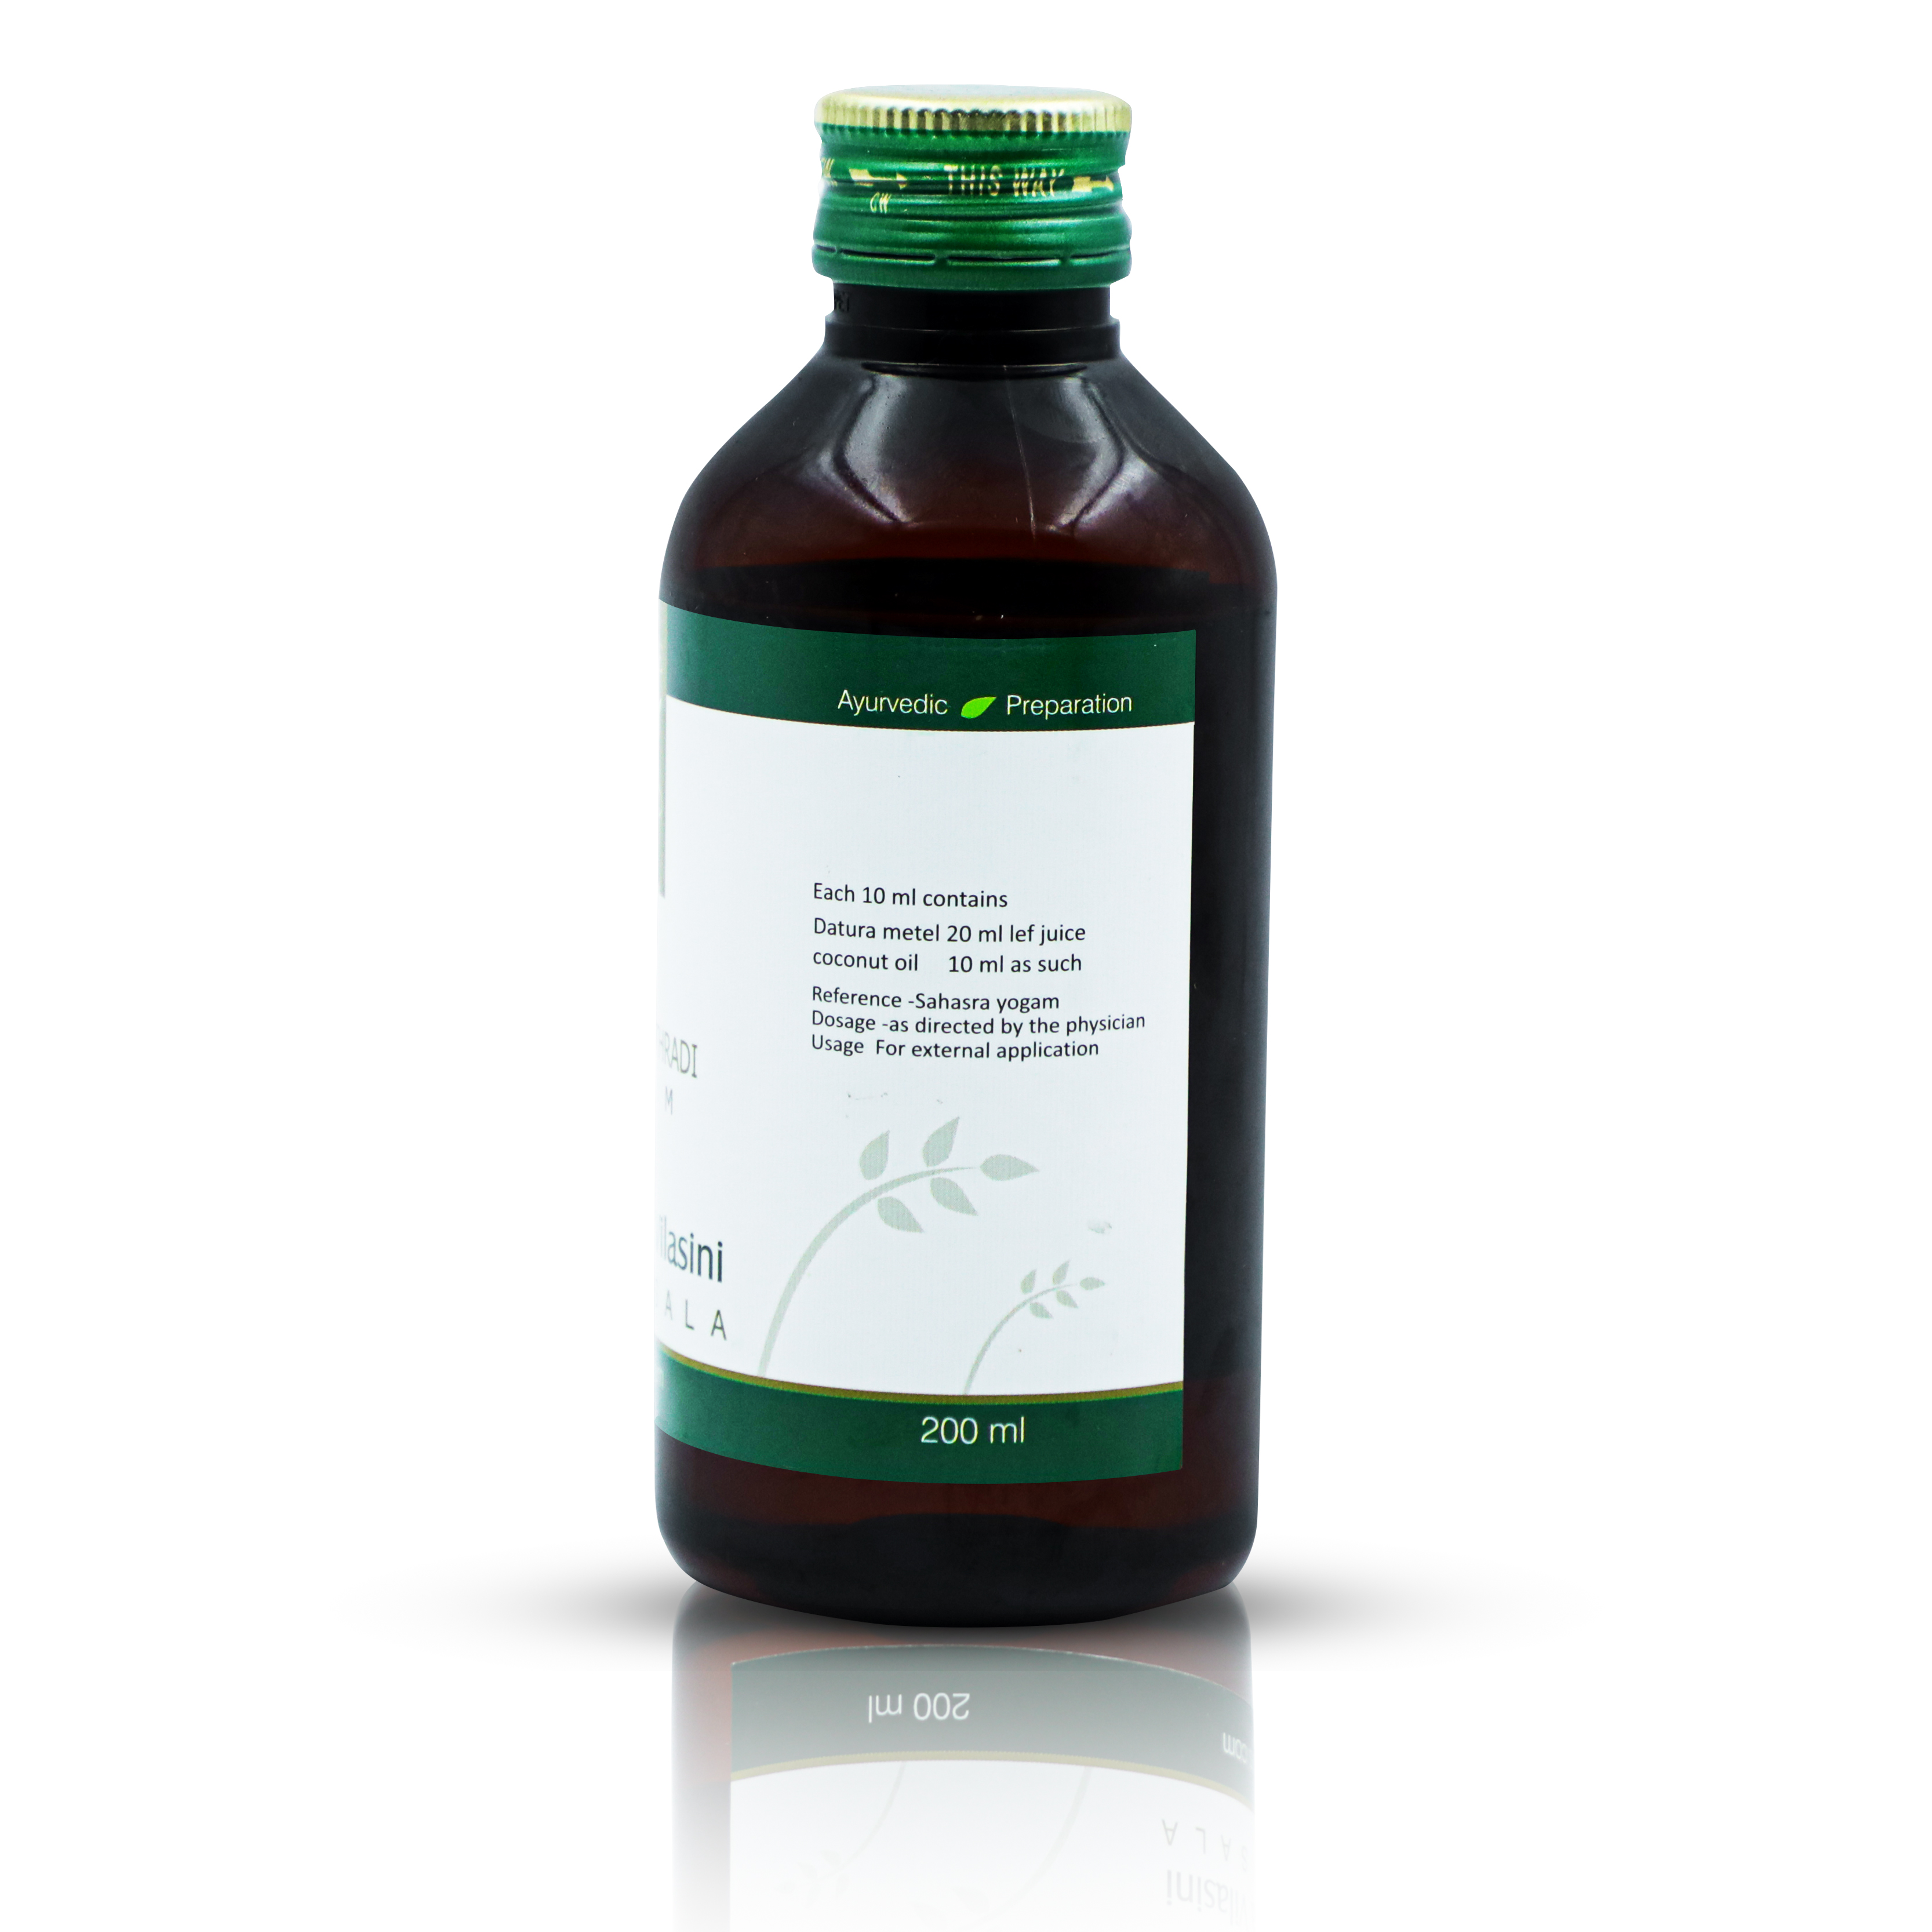 THIS WAY
Ayurvedic Preparation
Each 10 ml contains
Datura metel 20 ml lef juice
coconut oil 10 ml as such
Reference -Sahasra yogam
Dosage -as directed by the physician
Usage For external application
RADI
M
ilasini
A L A
200 ml
200 ml